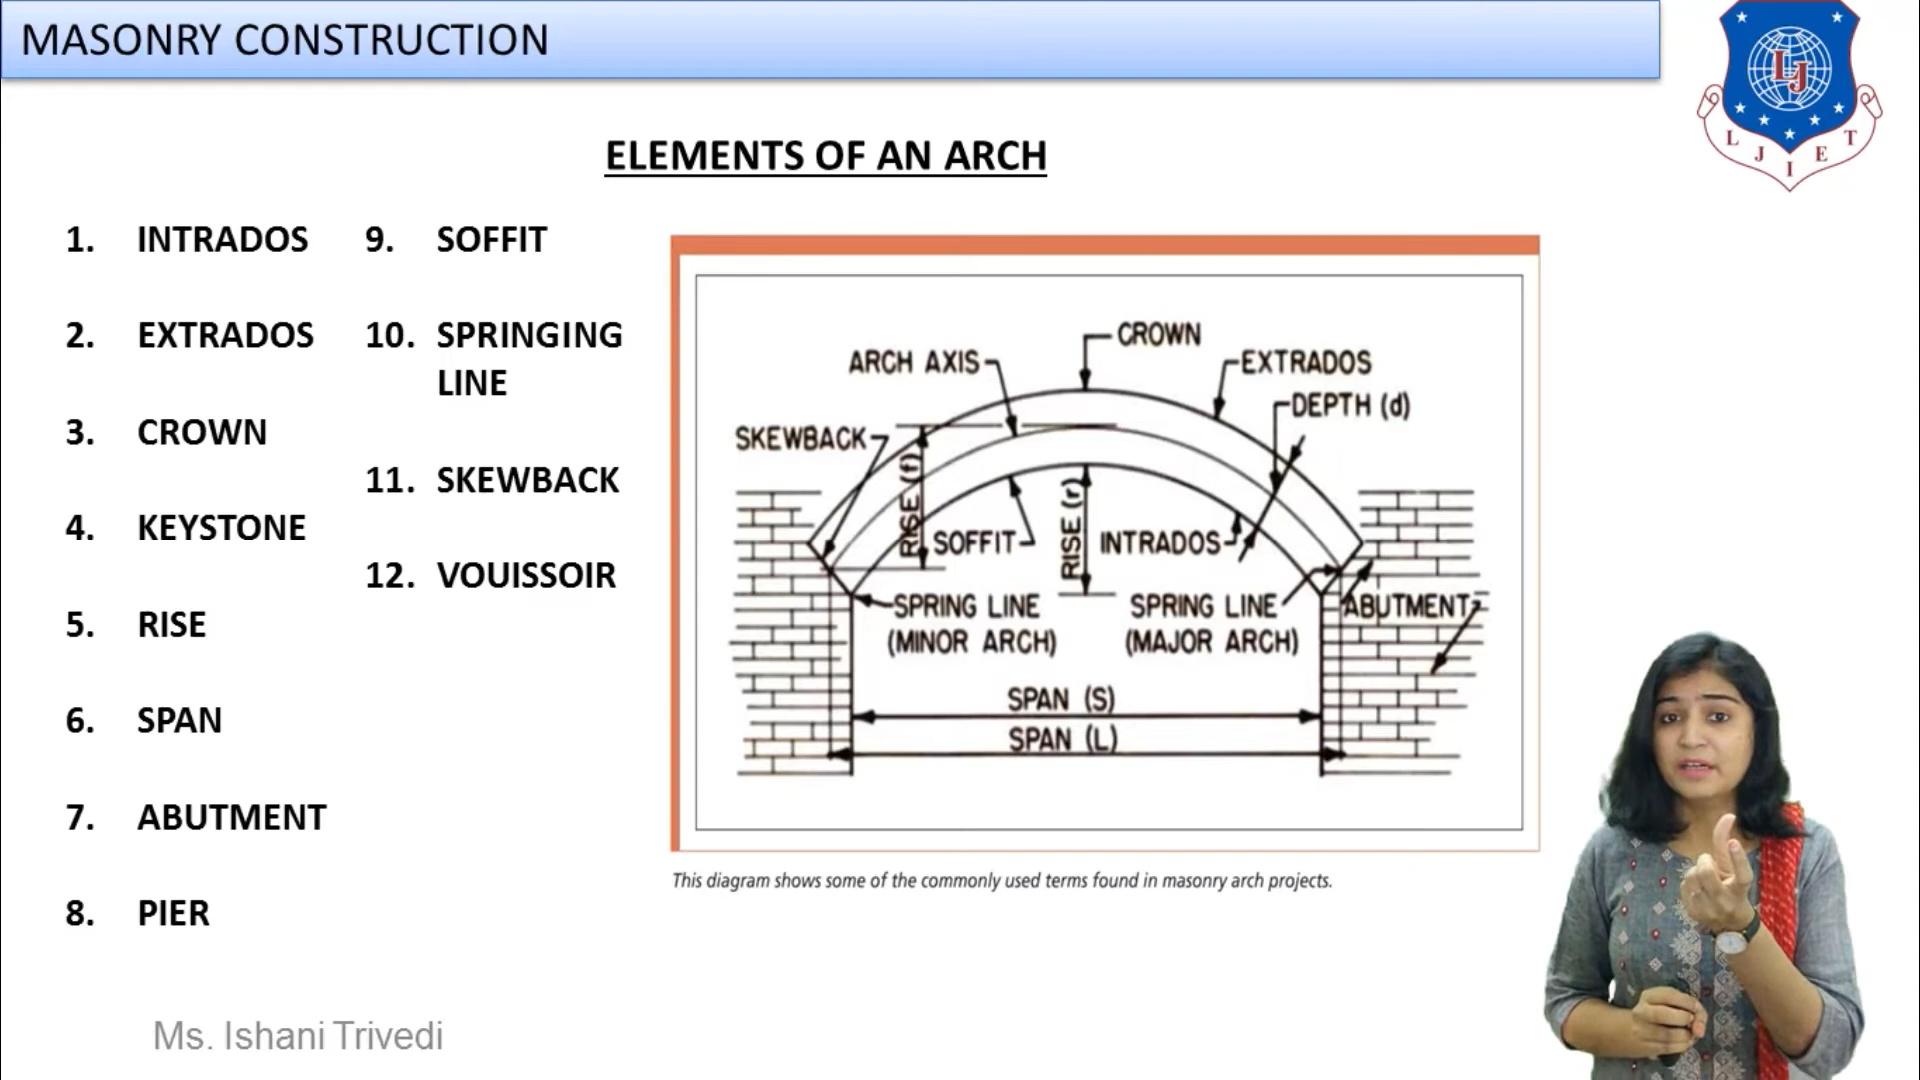 MASONRY CONSTRUCTION
LJ
L J I E T
ELEMENTS OF AN ARCH
1. INTRADOS
2. EXTRADOS
3. CROWN
4. KEYSTONE
5. RISE
6. SPAN
7. ABUTMENT
8. PIER
9. SOFFIT
10. SPRINGING
LINE
11. SKEWBACK
12. VOUISSOIR
CROWN
ARCH AXIS
EXTRADOS
DEPTH (d)
SKEWBACK
RISE (f)
SOFFIT
RISE (r)
INTRADOS
SPRING LINE
(MINOR ARCH)
SPRING LINE
(MAJOR ARCH)
ABUTMENT
SPAN (S)
SPAN (L)
This diagram shows some of the commonly used terms found in masonry arch projects.
Ms. Ishani Trivedi